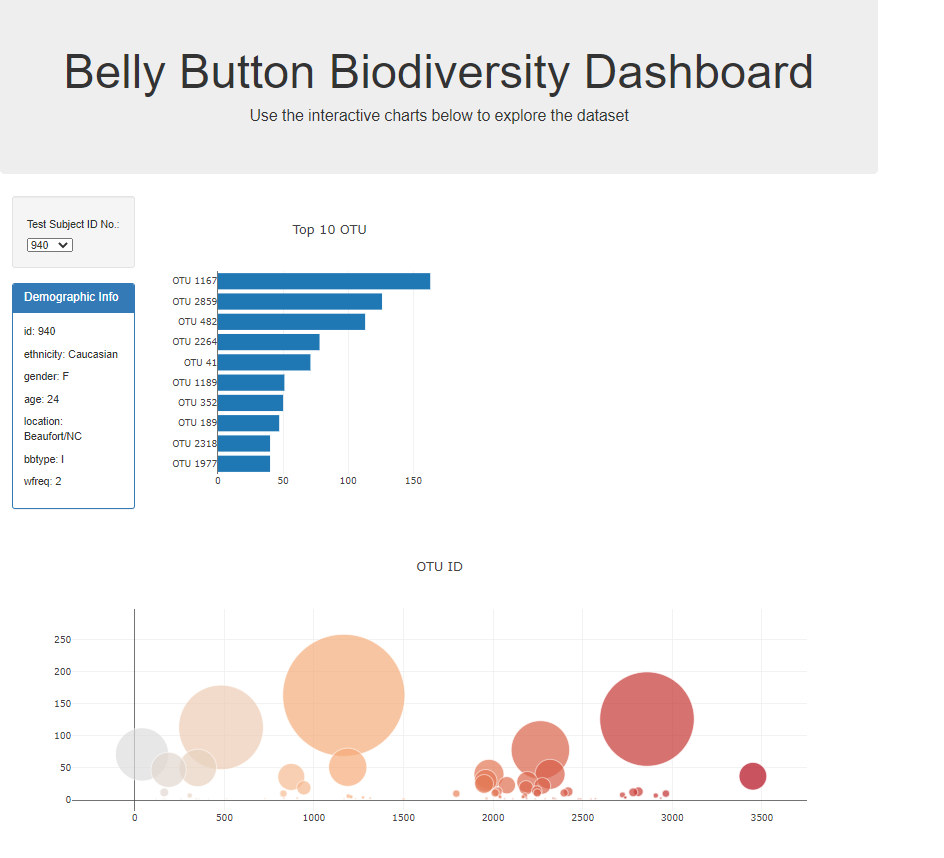 Belly Button Biodiversity Dashboard
Use the interactive charts below to explore the dataset
Test Subject ID No.:
940
Demographic Info
id: 940
ethnicity: Caucasian
gender: F
age: 24
location:
Beaufort/NC
bbtype: I
wfreq: 2
Top 10 OTU
OTU 1167
OTU 2859
OTU 482
OTU 2264
OTU 41
OTU 1189
OTU 352
OTU 189
OTU 2318
OTU 1977
0 50 100 150
OTU ID
250
200
150
100
50
0
0 500 1000 1500 2000 2500 3000 3500